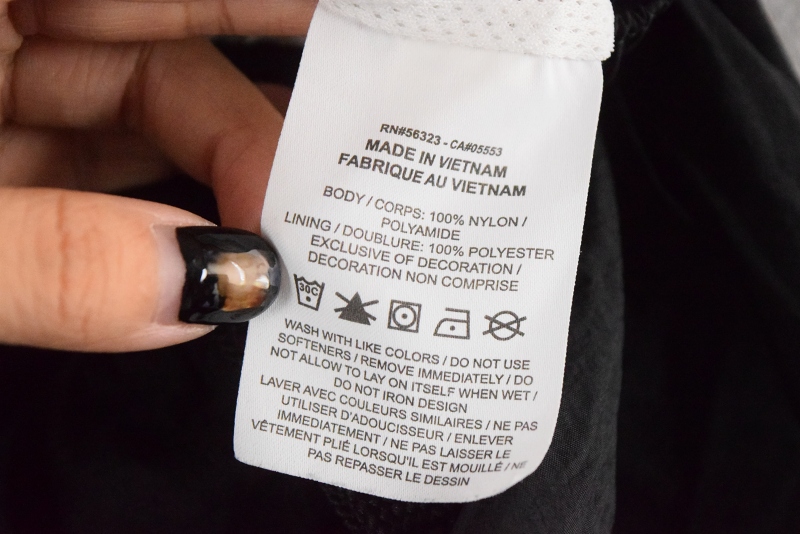 RN#56323 - CA#05553
MADE IN VIETNAM
FABRIQUE AU VIETNAM
BODY / CORPS: 100% NYLON /
POLYAMIDE
LINING / DOUBLURE: 100% POLYESTER
EXCLUSIVE OF DECORATION /
DECORATION NON COMPRISE
30C
WASH WITH LIKE COLORS / DO NOT USE
SOFTENERS / REMOVE IMMEDIATELY / DO
NOT ALLOW TO LAY ON ITSELF WHEN WET /
DO NOT IRON DESIGN
LAVER AVEC COULEURS SIMILAIRES / NE PAS
UTILISER D'ADOUCISSEUR / ENLEVER
IMMÉDIATEMENT / NE PAS LAISSER LE
VÊTEMENT PLIÉ LORSQU'IL EST MOUILLÉ / NE
PAS REPASSER LE DESSIN